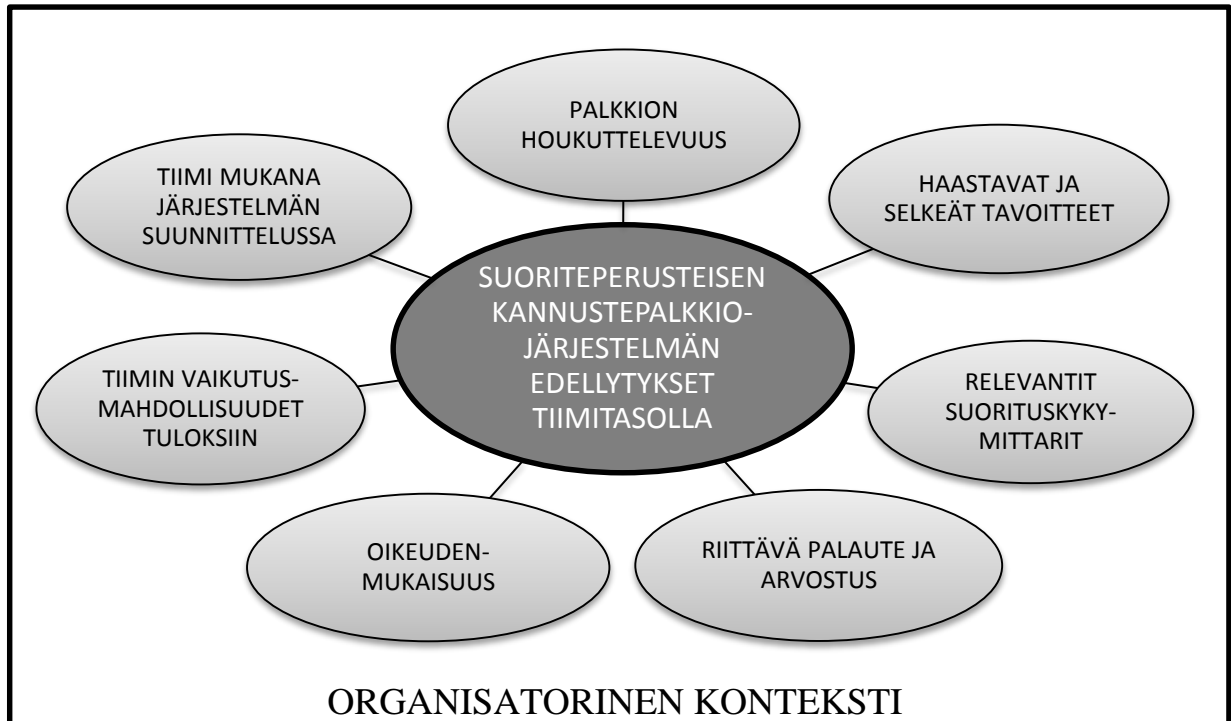 PALKKION
HOUKUTTELEVUUS
TIIMI MUKANA
JÄRJESTELMÄN
SUUNNITTELUSSA
HAASTAVAT JA
SELKEÄT TAVOITTEET
SUORITEPERUSTEISEN
KANNUSTEPALKKIO-
JÄRJESTELMÄN
EDELLYTYKSET
TIIMITASOLLA
TIIMIN VAIKUTUS-
MAHDOLLISUUDET
TULOKSIIN
RELEVANTIT
SUORITUSKYKY-
MITTARIT
OIKEUDEN-
MUKAISUUS
RIITTÄVÄ PALAUTE JA
ARVOSTUS
ORGANISATORINEN KONTEKSTI